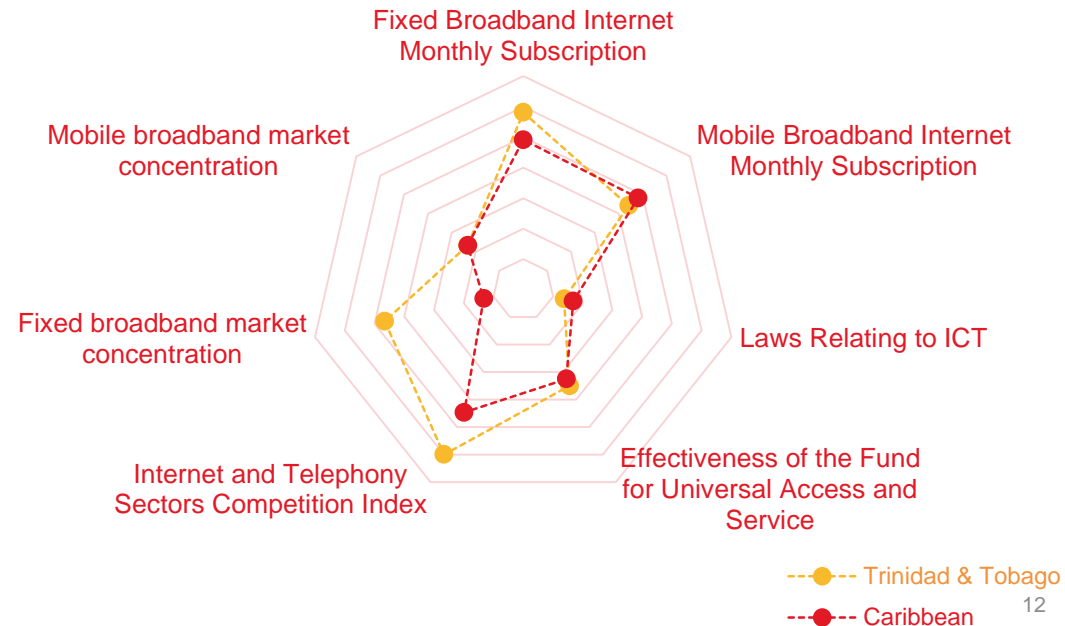 Fixed Broadband Internet
Monthly Subscription
Mobile Broadband Internet
Monthly Subscription
Laws Relating to ICT
Effectiveness of the Fund
for Universal Access and
Service
Internet and Telephony
Sectors Competition Index
Fixed broadband market
concentration
Mobile broadband market
concentration
Trinidad & Tobago
Caribbean
12